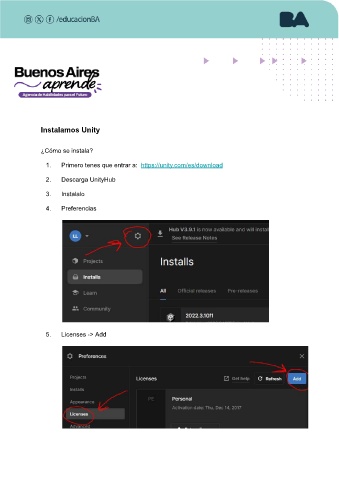 /educacionBA
BA
Buenos Aires
aprende
Agencia de Habilidades para el Futuro
Instalamos Unity
¿Cómo se instala?
1. Primero tenes que entrar a: https://unity.com/es/download
2. Descarga UnityHub
3. Instalalo
4. Preferencias
LL
Hub V3.9.1 is now available and will instal
See Release Notes
Projects
Installs
Installs
Learn
All Official releases Pre-releases
Community
2022.3.10f1
5. Licenses -> Add
Preferences
Projects
Licenses
Get help
Refresh
Add
Installs
Appearance
Personal
Licenses
Activation date: Thu, Dec 14, 2017
Advanced